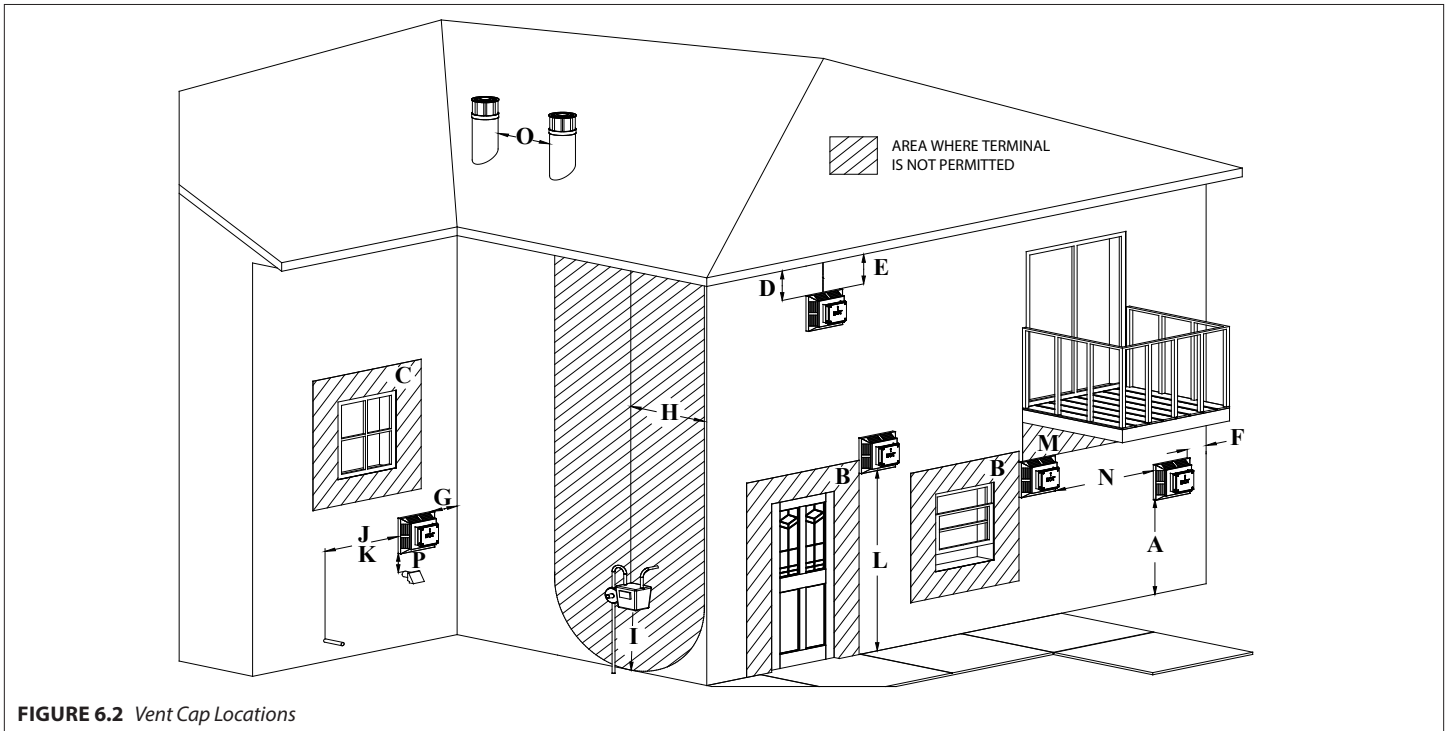 O
AREA WHERE TERMINAL
IS NOT PERMITTED
D
E
C
H
B
B
M
F
N
G
J
K
P
L
A
I
FIGURE 6.2 Vent Cap Locations